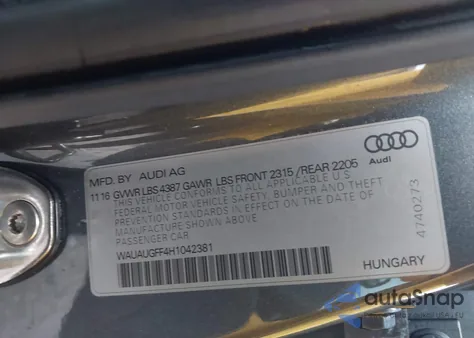 MFD. BY AUDI AG
11 16 GVWR LBS 4387 GAWR LBS FRONT 2315 / REAR 2205
THIS VEHICLE CONFORMS TO ALL APPLICABLE U.S.
FEDERAL MOTOR VEHICLE SAFETY, BUMPER AND THEFT
PREVENTION STANDARDS IN EFFECT ON THE DATE OF
MANUFACTURE SHOWN ABOVE.
PASSENGER CAR.
WAUAUGFF4H1042381
Audi
4740273
HUNGARY
autoSnap